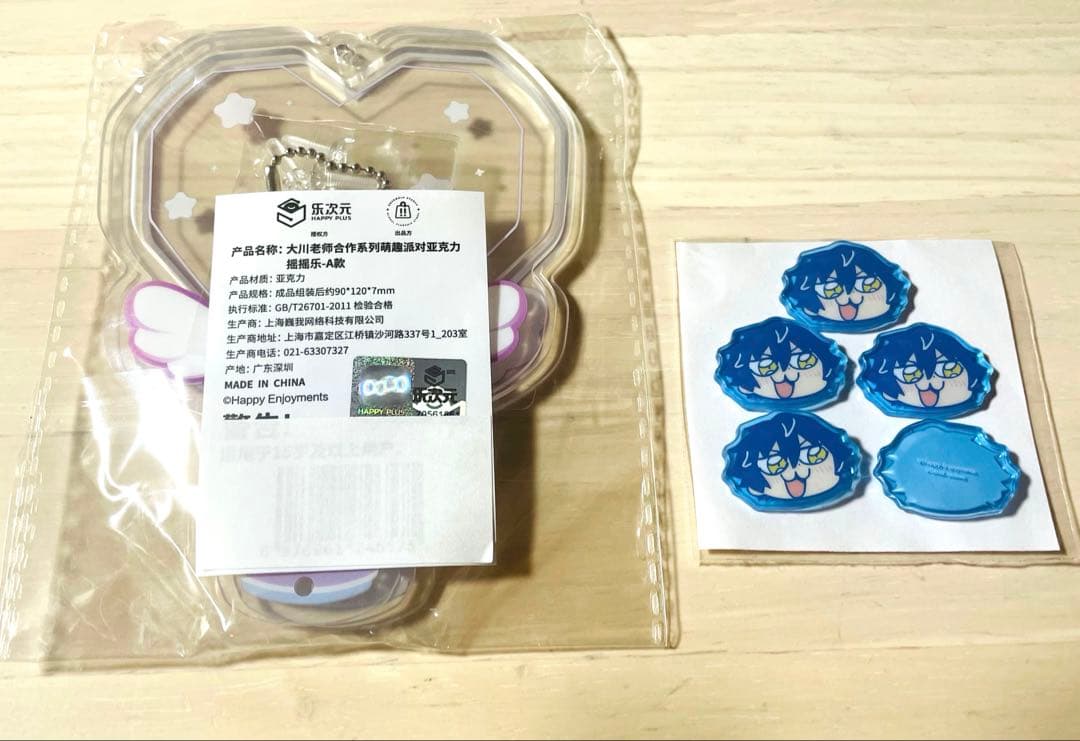 乐次元
HAPPY PLUS
授权方
出品方
产品名称：大川老师合作系列萌趣派对亚克力
摇摇乐-A款
产品材质：亚克力
产品规格：成品组装后约90*120*7mm
执行标准：GB/T26701-2011 检验合格
生产商：上海巍我网络科技有限公司
生产商地址：上海市嘉定区江桥镇沙河路337号1_203室
生产商电话：021-63307327
产地：广东深圳
MADE IN CHINA
©Happy Enjoyments
HAPPY PLUS
乐次元